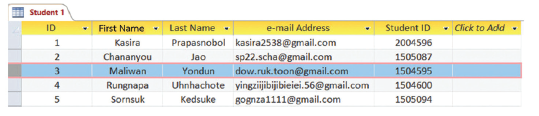 Student 1
ID First Name Last Name e-mail Address Student ID Click to Add
1 Kasira Prapasnobol kasira2538@gmail.com 2004596
2 Chananyou Jao sp22.scha@gmail.com 1505087
3 Maliwan Yondun dow.ruk.toon@gmail.com 1504595
4 Rungnapa Uhnhachote yingziijibijibieiei.56@gmail.com 1504600
5 Sornsuk Kedsuke gognza1111@gmail.com 1505094